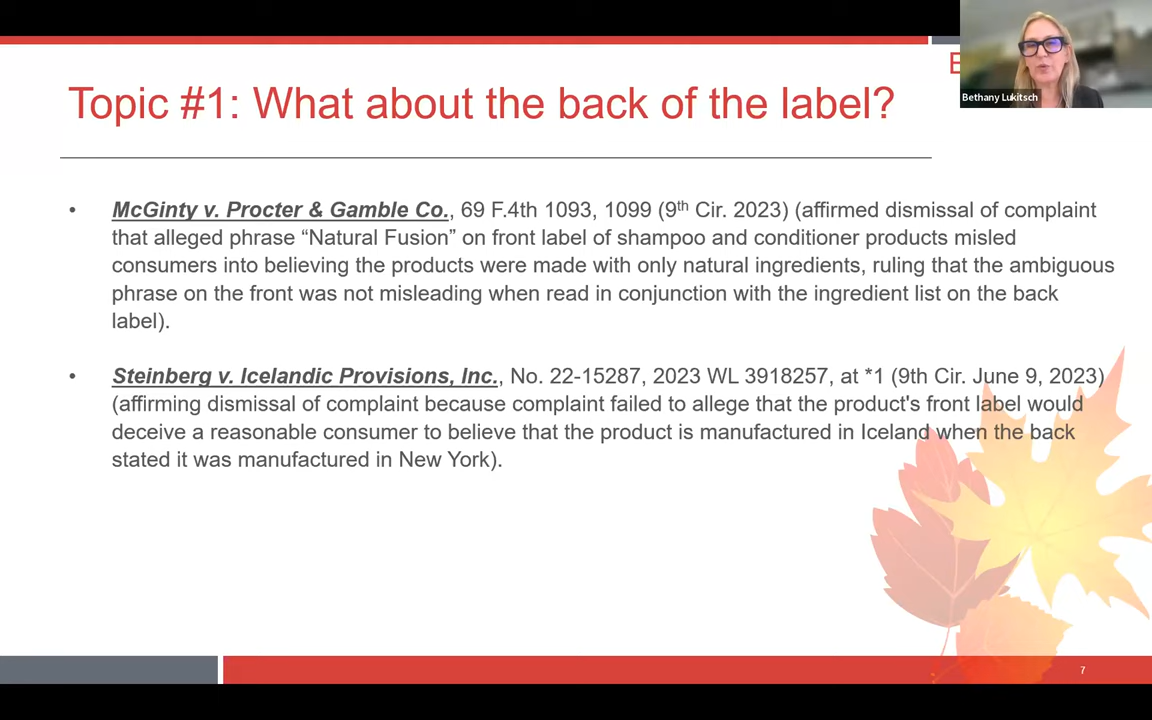 E
Bethany Lukitsch
Topic #1: What about the back of the label?
• McGinty v. Procter & Gamble Co., 69 F.4th 1093, 1099 (9th Cir. 2023) (affirmed dismissal of complaint
that alleged phrase “Natural Fusion” on front label of shampoo and conditioner products misled
consumers into believing the products were made with only natural ingredients, ruling that the ambiguous
phrase on the front was not misleading when read in conjunction with the ingredient list on the back
label).
• Steinberg v. Icelandic Provisions, Inc., No. 22-15287, 2023 WL 3918257, at *1 (9th Cir. June 9, 2023)
(affirming dismissal of complaint because complaint failed to allege that the product's front label would
deceive a reasonable consumer to believe that the product is manufactured in Iceland when the back
stated it was manufactured in New York).
7